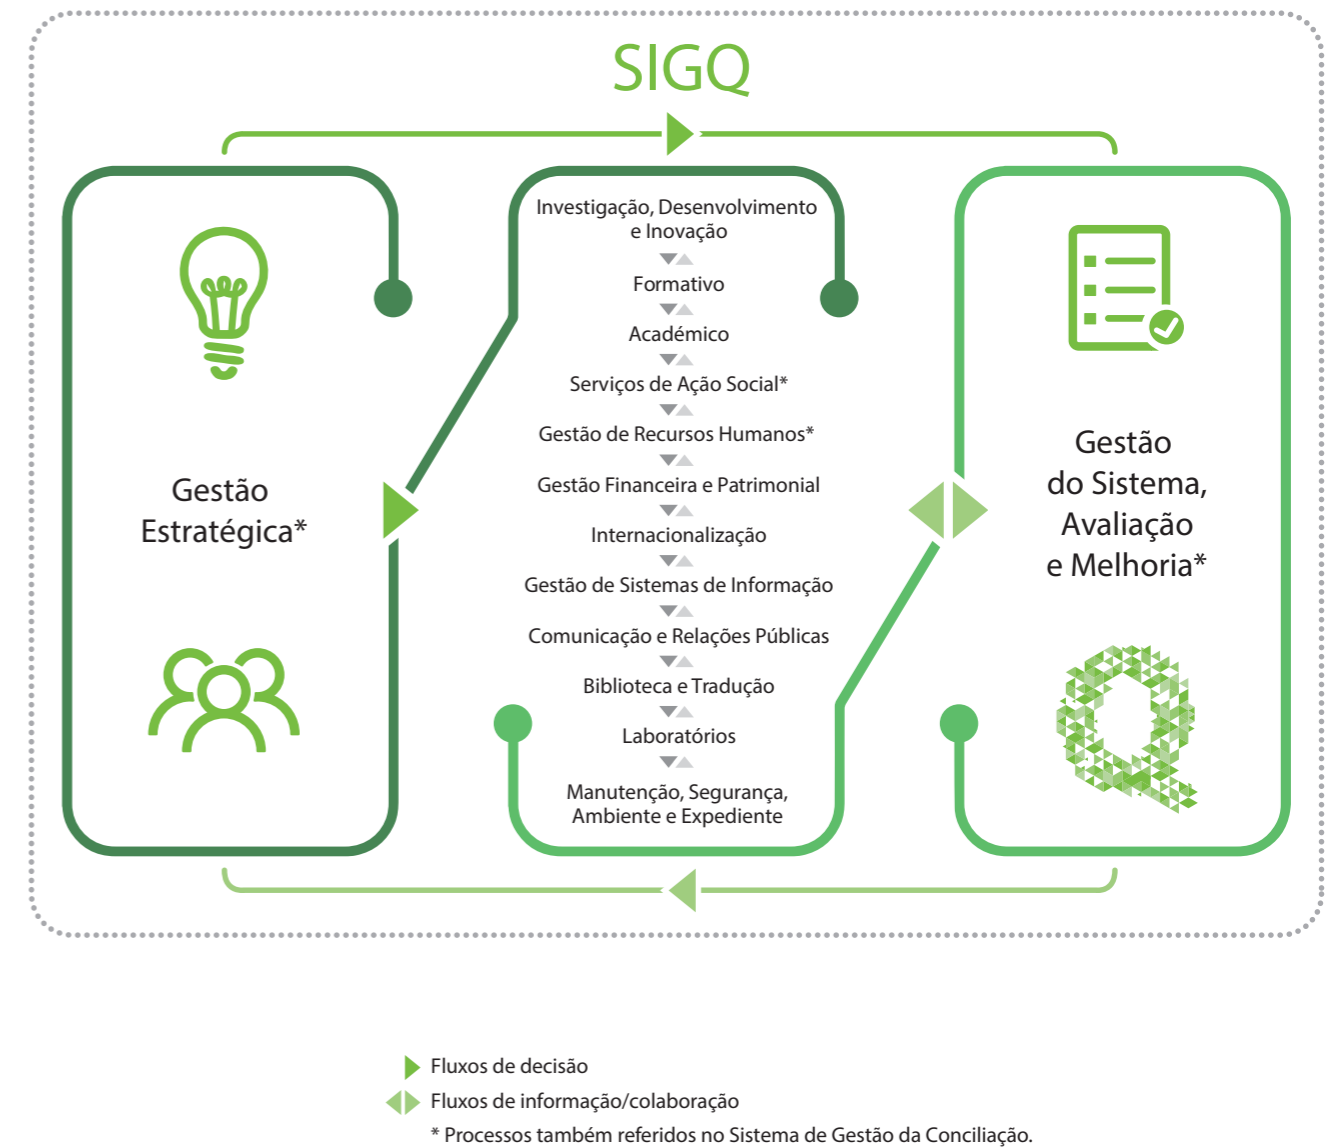 SIGQ
Gestão
Estratégica*
Investigação, Desenvolvimento
e Inovação
Formativo
Académico
Serviços de Ação Social*
Gestão de Recursos Humanos*
Gestão Financeira e Patrimonial
Internacionalização
Gestão de Sistemas de Informação
Comunicação e Relações Públicas
Biblioteca e Tradução
Laboratórios
Manutenção, Segurança,
Ambiente e Expediente
Gestão
do Sistema,
Avaliação
e Melhoria*
Fluxos de decisão
Fluxos de informação/colaboração
* Processos também referidos no Sistema de Gestão da Conciliação.